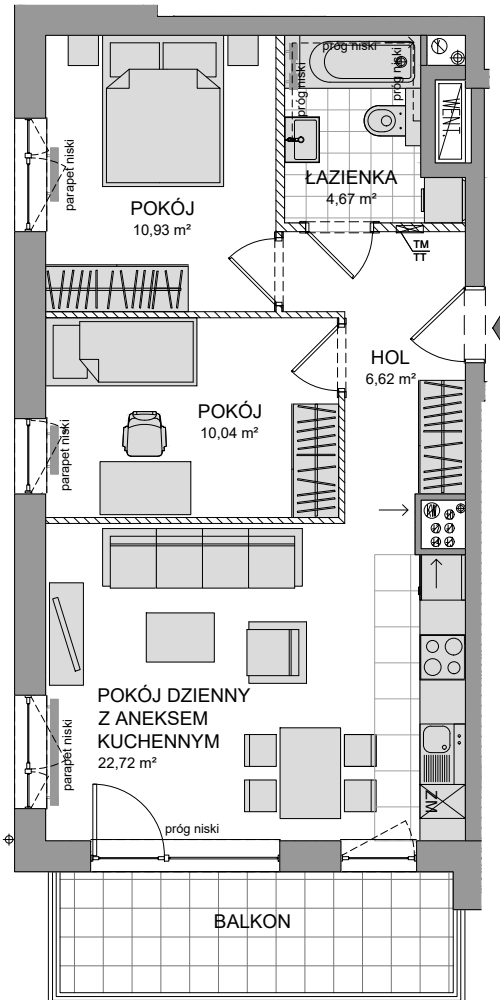 próg niski
próg niski
próg niski
WENT.
ŁAZIENKA
4,67 m²
parapet niski
POKÓJ
10,93 m²
TM
TT
HOL
6,62 m²
POKÓJ
10,04 m²
parapet niski
POKÓJ DZIENNY
Z ANEKSEM
KUCHENNYM
22,72 m²
parapet niski
ZM
próg niski
BALKON